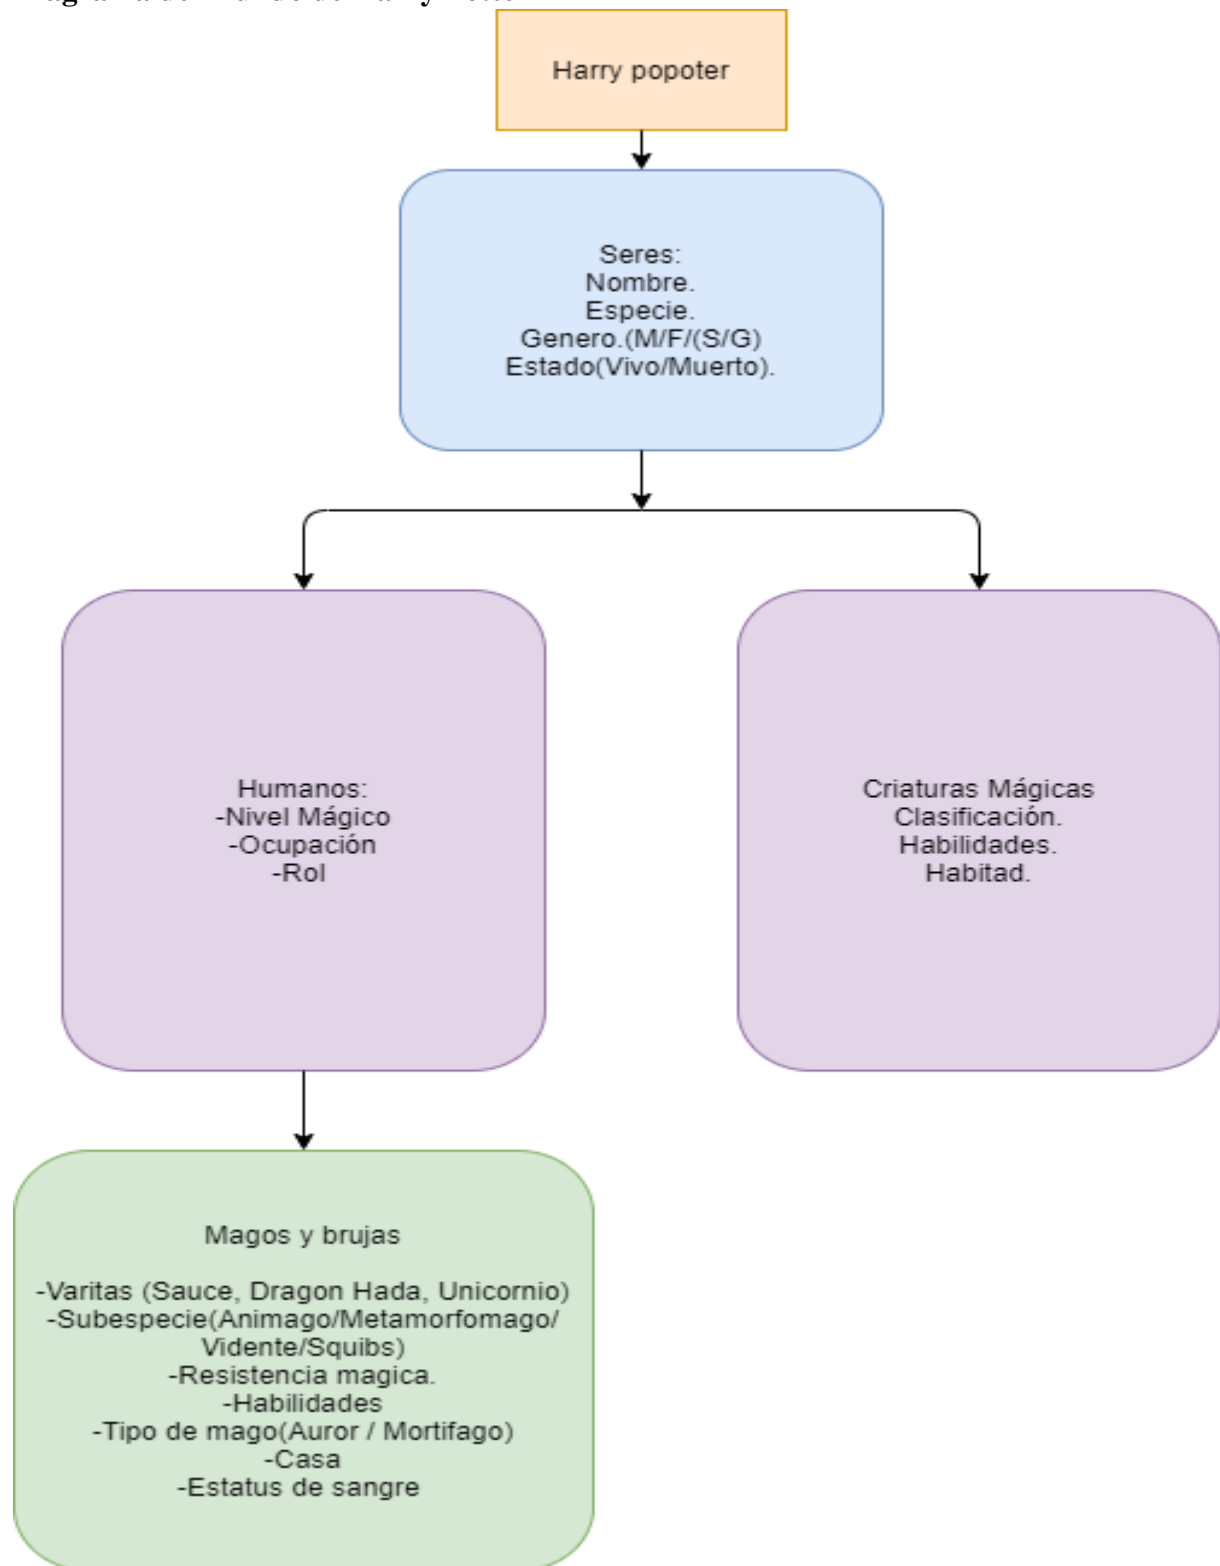 Harry popoter
Seres:
Nombre.
Especie.
Genero.(M/F/(S/G)
Estado(Vivo/Muerto).
Humanos:
-Nivel Mágico
-Ocupación
-Rol
Criaturas Mágicas
Clasificación.
Habilidades.
Habitad.
Magos y brujas
-Varitas (Sauce, Dragon Hada, Unicornio)
-Subespecie(Animago/Metamorfomago/
Vidente/Squibs)
-Resistencia magica.
-Habilidades
-Tipo de mago(Auror / Mortifago)
-Casa
-Estatus de sangre